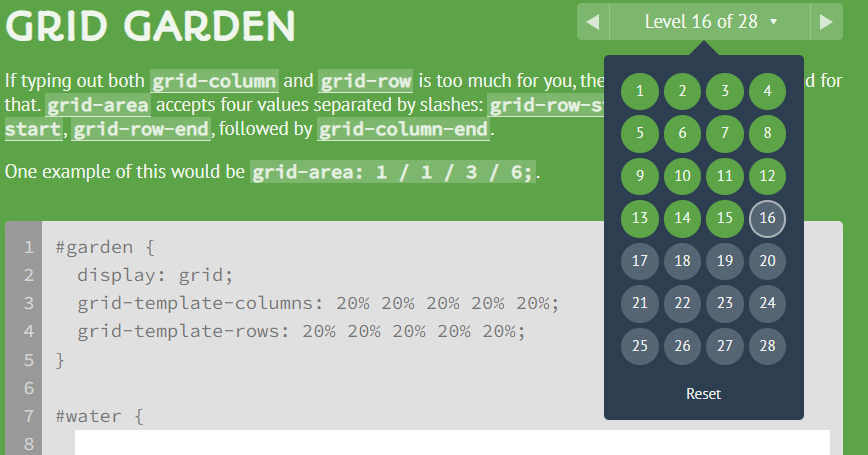 GRID GARDEN
Level 16 of 28 ▼
If typing out both grid-column and grid-row is too much for you, the d for
that. grid-area accepts four values separated by slashes: grid-row-s
start, grid-row-end, followed by grid-column-end.
One example of this would be grid-area: 1 / 1 / 3 / 6;.
1 2 3 4
5 6 7 8
9 10 11 12
13 14 15 16
17 18 19 20
21 22 23 24
25 26 27 28
Reset
1 #garden {
2 display: grid;
3 grid-template-columns: 20% 20% 20% 20% 20%;
4 grid-template-rows: 20% 20% 20% 20% 20%;
5 }
6
7 #water {
8